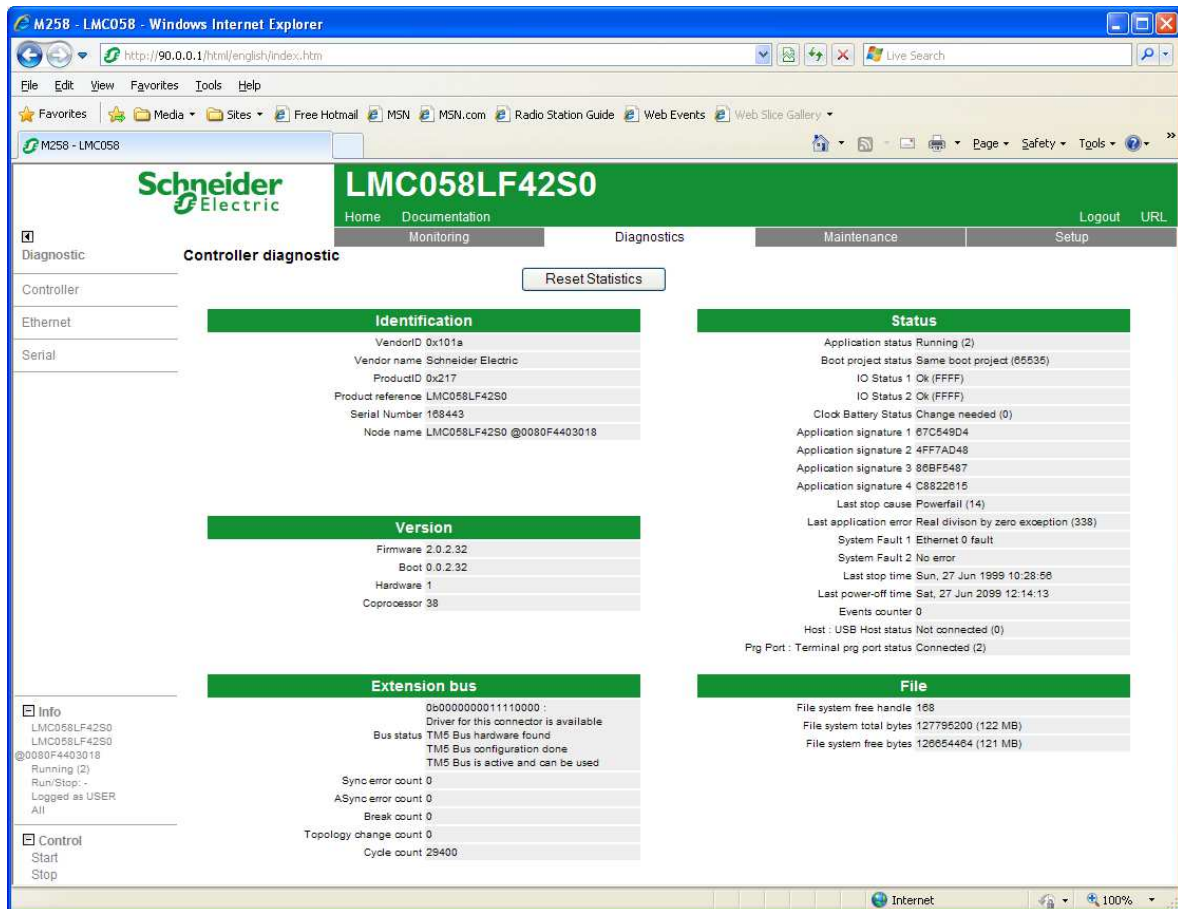 M258 - LMC058 - Windows Internet Explorer
http://90.0.0.1/html/english/index.htm
Live Search
File Edit View Favorites Tools Help
Favorites Media Sites Free Hotmail MSN MSN.com Radio Station Guide Web Events Web Slice Gallery
M258 - LMC058
Page Safety Tools
Schneider Electric
LMC058LF42S0
Home Documentation Logout URL
Monitoring Diagnostics Maintenance Setup
Diagnostic
Controller
Ethernet
Serial
Controller diagnostic
Reset Statistics
Identification
VendorID 0x101a
Vendor name Schneider Electric
ProductID 0x217
Product reference LMC058LF42S0
Serial Number 168443
Node name LMC058LF42S0 @0080F4403018
Version
Firmware 2.0.2.32
Boot 0.0.2.32
Hardware 1
Coprocessor 38
Extension bus
0b0000000011110000 :
Driver for this connector is available
Bus status TM5 Bus hardware found
TM5 Bus configuration done
TM5 Bus is active and can be used
Sync error count 0
ASync error count 0
Break count 0
Topology change count 0
Cycle count 29400
Status
Application status Running (2)
Boot project status Same boot project (65535)
IO Status 1 Ok (FFFF)
IO Status 2 Ok (FFFF)
Clock Battery Status Change needed (0)
Application signature 1 67C549D4
Application signature 2 4FF7AD48
Application signature 3 86BF5487
Application signature 4 C8822615
Last stop cause Powerfail (14)
Last application error Real divison by zero exception (338)
System Fault 1 Ethernet 0 fault
System Fault 2 No error
Last stop time Sun, 27 Jun 1999 10:28:56
Last power-off time Sat, 27 Jun 2099 12:14:13
Events counter 0
Host : USB Host status Not connected (0)
Prg Port : Terminal prg port status Connected (2)
File
File system free handle 168
File system total bytes 127795200 (122 MB)
File system free bytes 126654464 (121 MB)
Info
LMC058LF42S0
LMC058LF42S0
@0080F4403018
Running (2)
Run/Stop: -
Logged as USER
All
Control
Start
Stop
Internet
100%